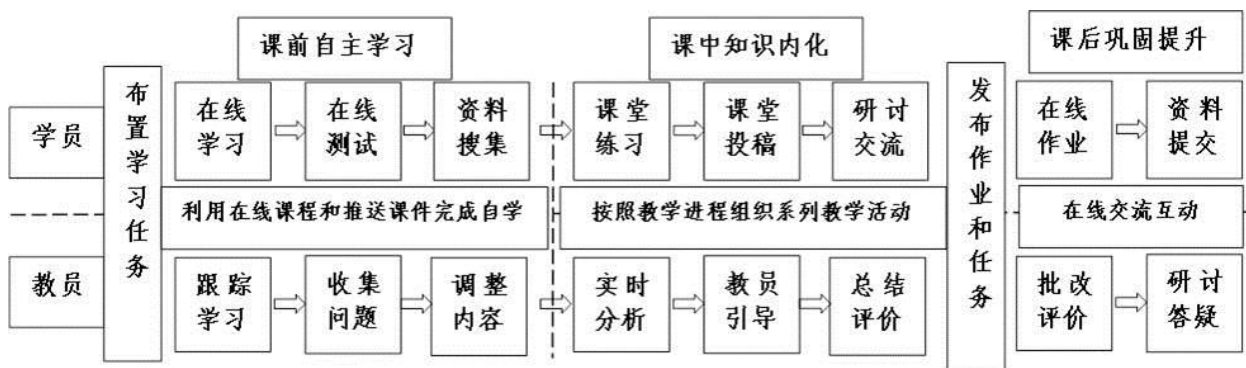 课前自主学习
课中知识内化
课后巩固提升
学员
布置学习任务
在线
学习
在线
测试
资料
搜集
课堂
练习
课堂
投稿
研讨
交流
发布作业和任务
在线
作业
资料
提交
利用在线课程和推送课件完成自学
按照教学进程组织系列教学活动
在线交流互动
教员
跟踪
学习
收集
问题
调整
内容
实时
分析
教员
引导
总结
评价
批改
评价
研讨
答疑